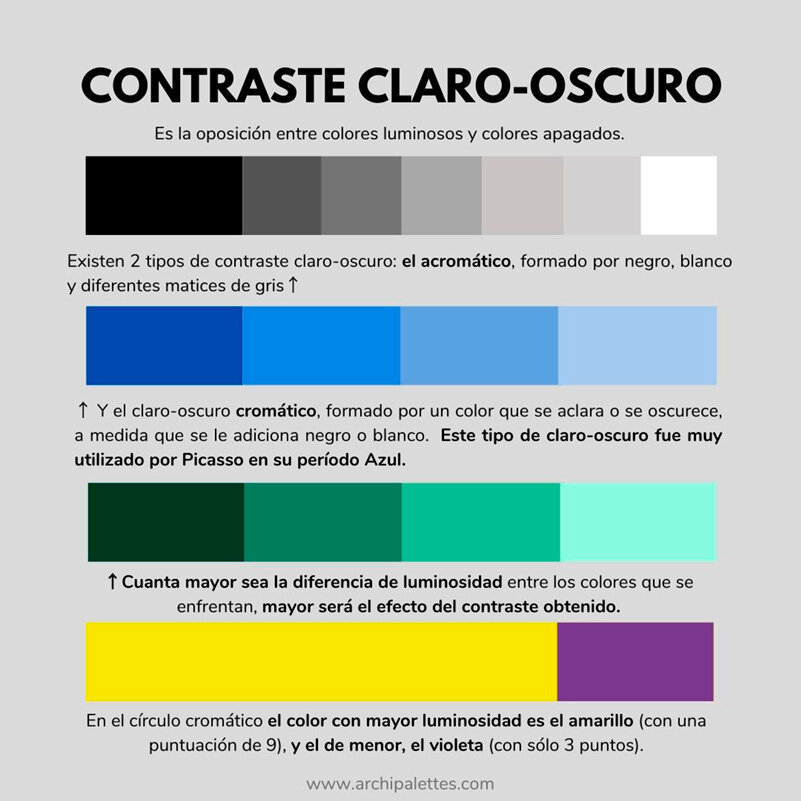 CONTRASTE CLARO-OSCURO
Es la oposición entre colores luminosos y colores apagados.
Existen 2 tipos de contraste claro-oscuro: el acromático, formado por negro, blanco
y diferentes matices de gris ↑
↑ Y el claro-oscuro cromático, formado por un color que se aclara o se oscurece,
a medida que se le adiciona negro o blanco. Este tipo de claro-oscuro fue muy
utilizado por Picasso en su período Azul.
↑ Cuanta mayor sea la diferencia de luminosidad entre los colores que se
enfrentan, mayor será el efecto del contraste obtenido.
En el círculo cromático el color con mayor luminosidad es el amarillo (con una
puntuación de 9), y el de menor, el violeta (con sólo 3 puntos).
www.archipalettes.com